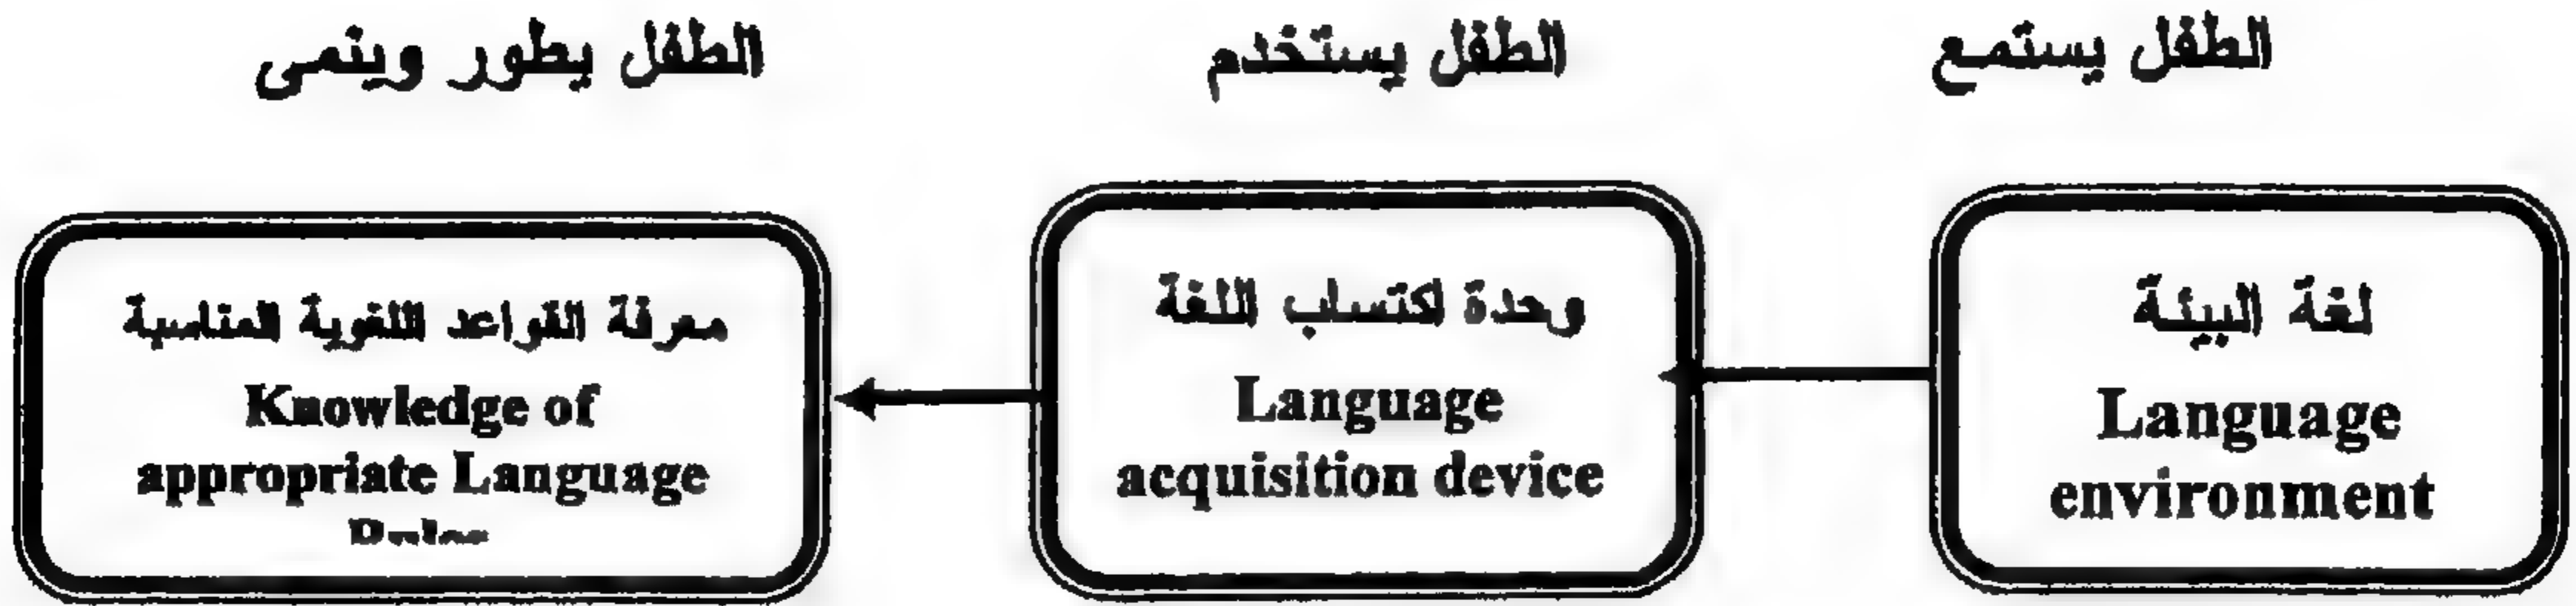 الطفل يستمع
الطفل يستخدم
الطفل يطور وينمى
لغة البيئة
Language
environment
وحدة اكتساب اللغة
Language
acquisition device
معرفة القواعد اللغوية المناسبة
Knowledge of
appropriate Language